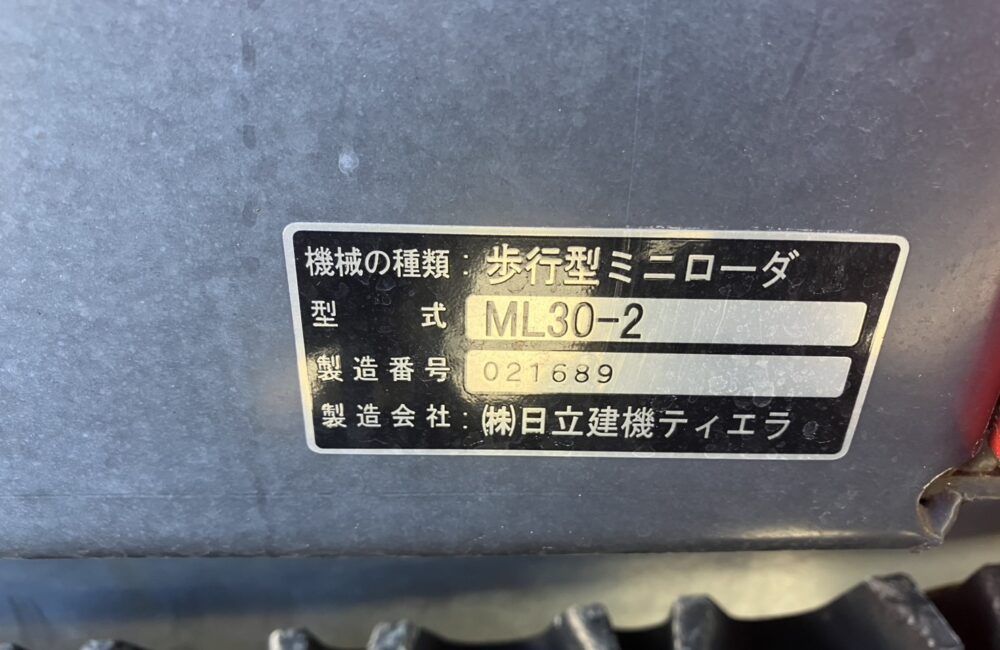 機械の種類：歩行型ミニローダ
型　　式 ML30-2
製造番号 021689
製造会社：㈱日立建機ティエラ